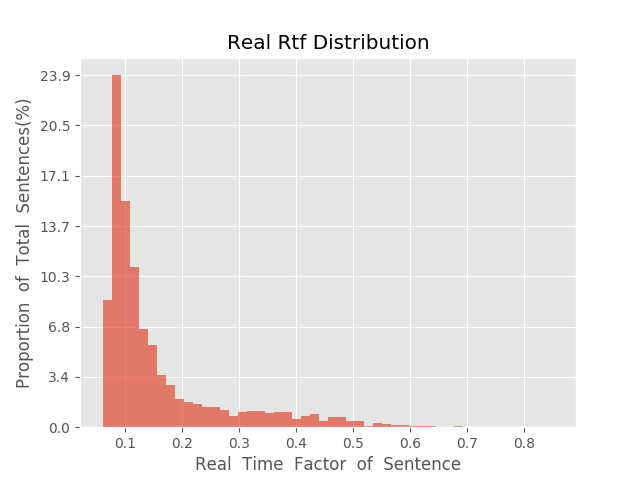 Real Rtf Distribution
Proportion of Total Sentences(%)
23.9
20.5
17.1
13.7
10.3
6.8
3.4
0.0
0.1 0.2 0.3 0.4 0.5 0.6 0.7 0.8
Real Time Factor of Sentence